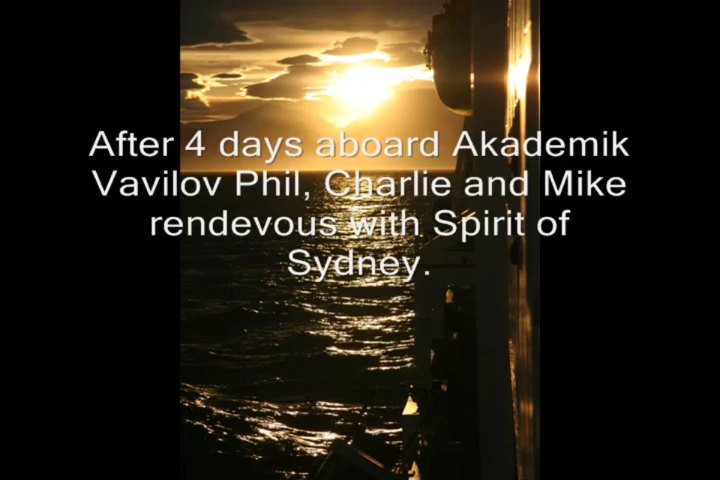 After 4 days aboard Akademik
Vavilov Phil, Charlie and Mike
rendevous with Spirit of
Sydney.